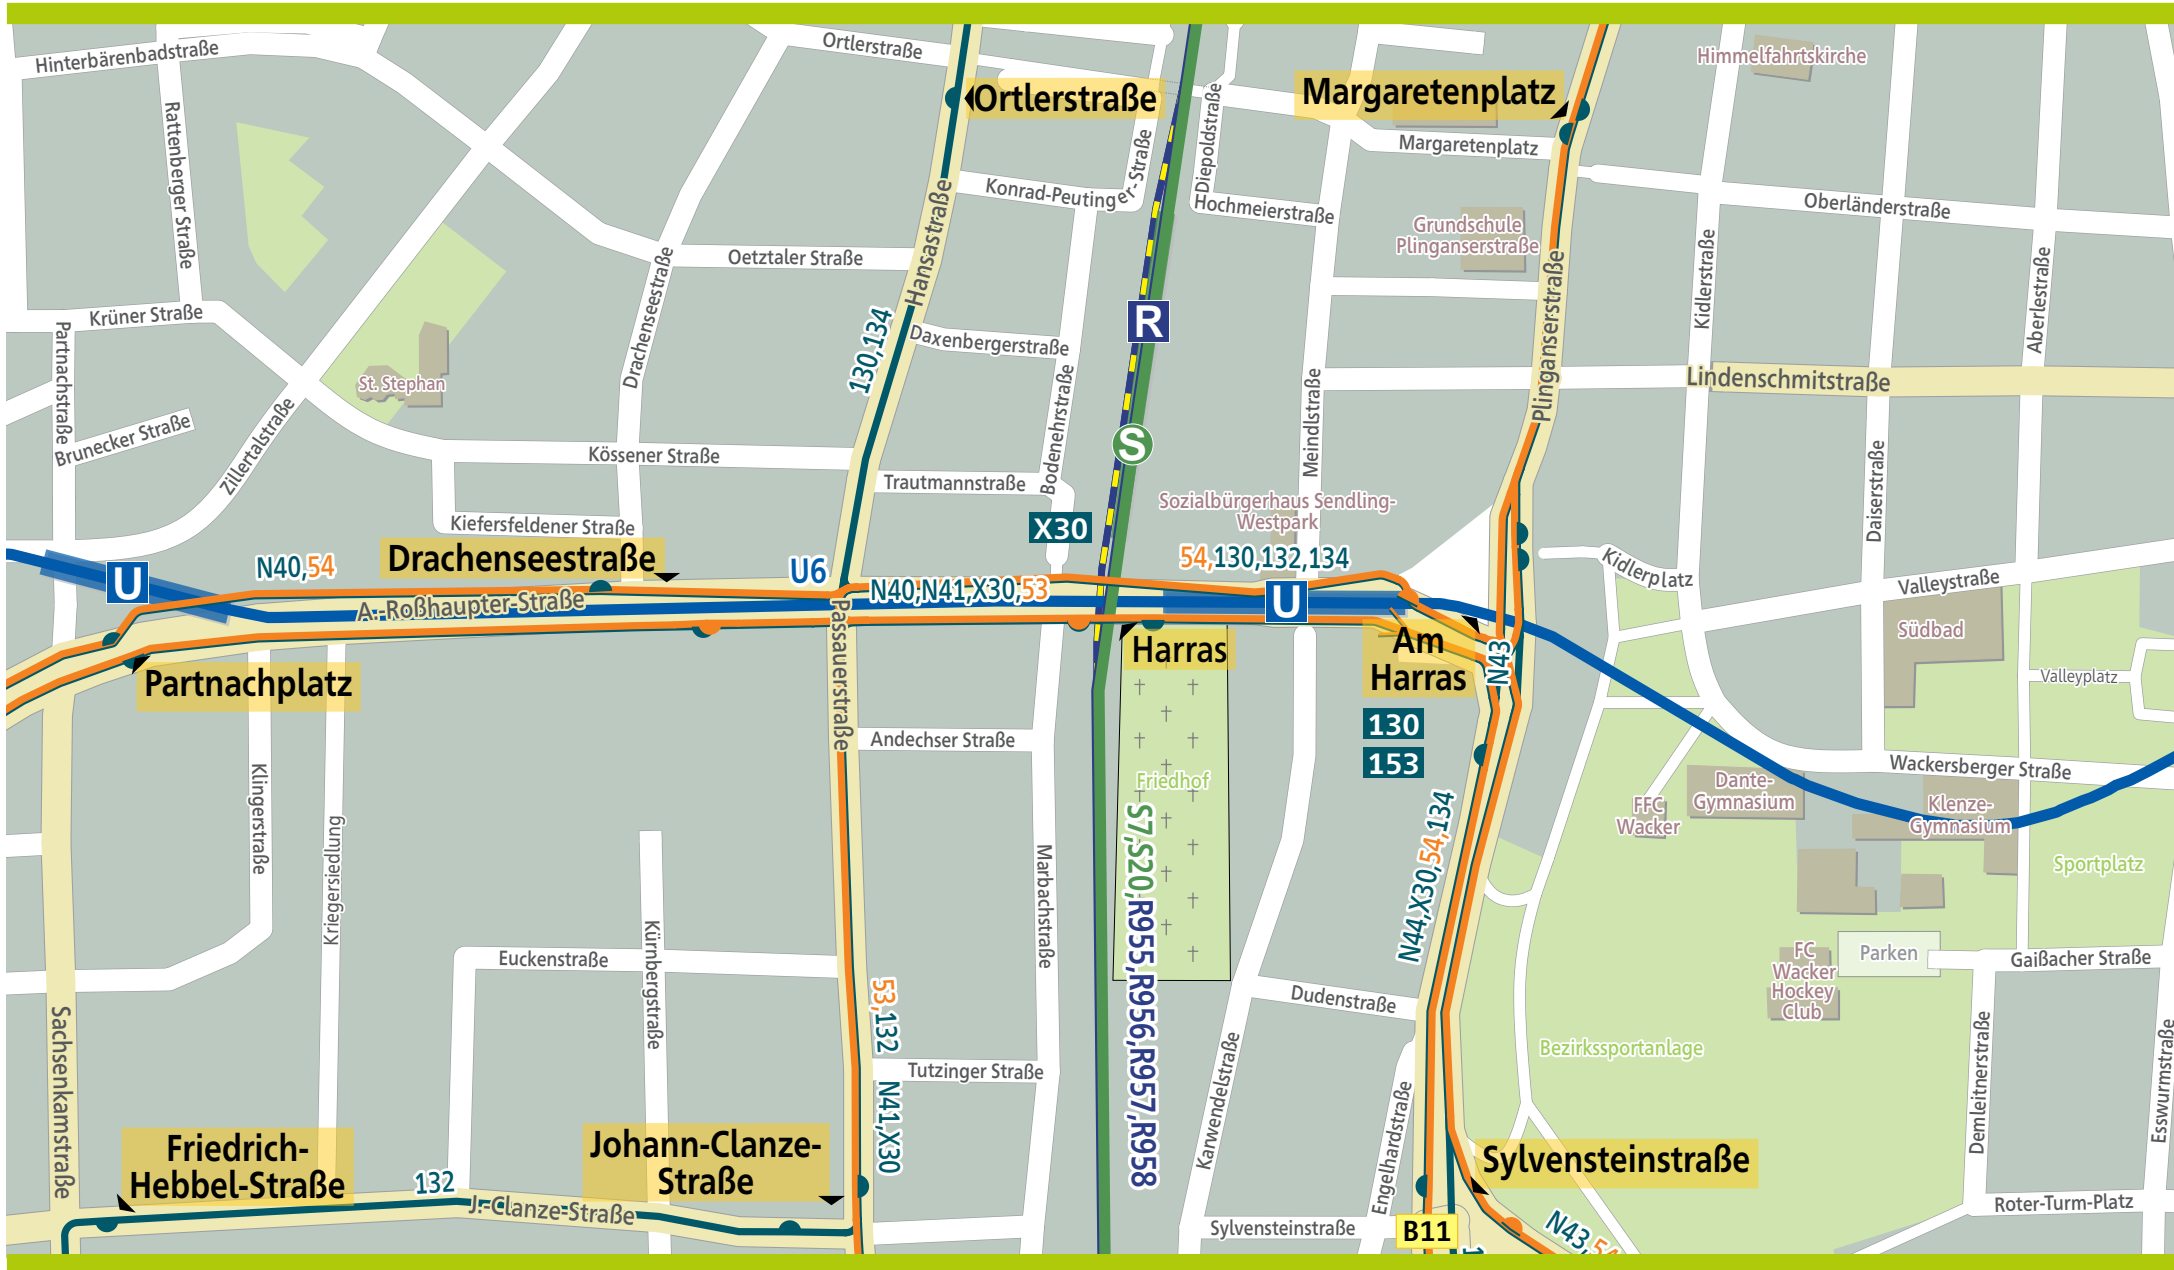 Hinterbärenbadstraße
Ortlerstraße
Himmelfahrtskirche
Ortlerstraße
Margaretenplatz
Rattenberger Straße
Diepoldstraße
Margaretenplatz
Konrad-Peutinger-Straße
Hochmeierstraße
Oberländerstraße
Grundschule
Plinganserstraße
Hansastraße
Oetztaler Straße
Drachenseestraße
Plinganserstraße
Kidlerstraße
Aberlestraße
Krüner Straße
Partnachstraße
R
130,134
Daxenbergerstraße
St. Stephan
Lindenschmitstraße
Meindlstraße
Bodenehrstraße
Brunecker Straße
Zillertalstraße
S
Kössener Straße
Trautmannstraße
Daiserstraße
Sozialbürgerhaus Sendling-
Westpark
Kiefersfeldener Straße
X30
Drachenseestraße
N40,54
U6
54,130,132,134
Kidlerplatz
Valleystraße
U
N40,N41,X30,53
U
A.-Roßhaupter-Straße
Passauerstraße
Harras
Am
Harras
N43
Südbad
Partnachplatz
Valleyplatz
130
153
Andechser Straße
Friedhof
Wackersberger Straße
Dante-
Gymnasium
Klenze-
Gymnasium
FFC
Wacker
Klingerstraße
Kriegersiedlung
Marbachstraße
S7,S20,R955,R956,R957,R958
N44,X30,54,134
Sportplatz
Euckenstraße
Kürnbergstraße
FC
Wacker
Hockey
Club
Parken
Gaißacher Straße
53,132
N41,X30
Dudenstraße
Sachsenkamstraße
Tutzinger Straße
Karwendelstraße
Engelhardstraße
Bezirkssportanlage
Demleitnerstraße
Esswurmstraße
Friedrich-
Hebbel-Straße
132
Johann-Clanze-
Straße
J.-Clanze-Straße
Sylvensteinstraße
Sylvensteinstraße
B11
N43,54
Roter-Turm-Platz